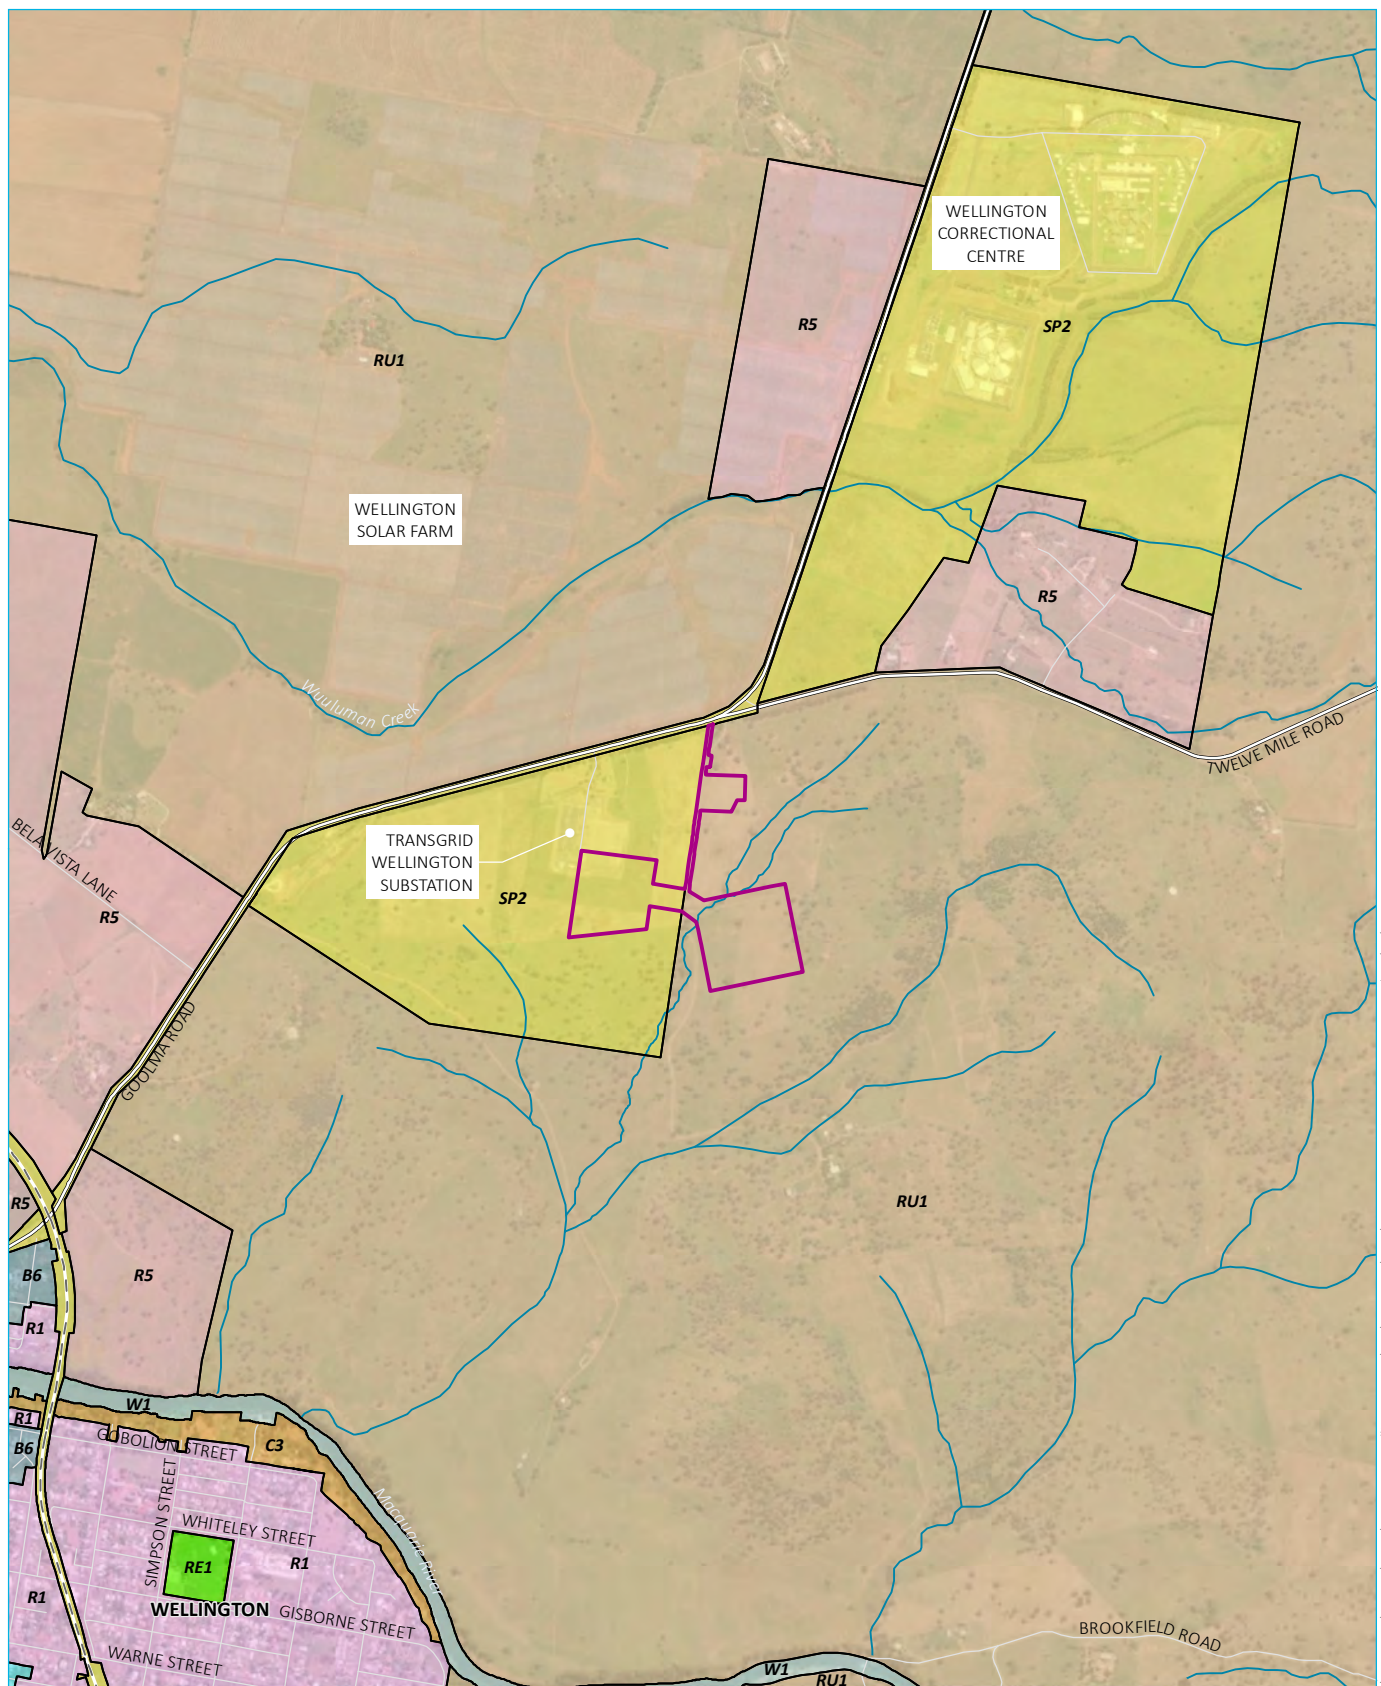 WELLINGTON
CORRECTIONAL
CENTRE
R5
SP2
RU1
WELLINGTON
SOLAR FARM
R5
Wuuluman Creek
TWELVE MILE ROAD
BELA VISTA LANE
TRANSGRID
WELLINGTON
SUBSTATION
SP2
R5
GOOLMA ROAD
R5
RU1
B6
R5
R1
W1
R1
GOBOLION STREET
C3
B6
SIMPSON STREET
Macquarie River
WHITELEY STREET
RE1
R1
R1
WELLINGTON
GISBORNE STREET
BROOKFIELD ROAD
WARNE STREET
W1
RU1